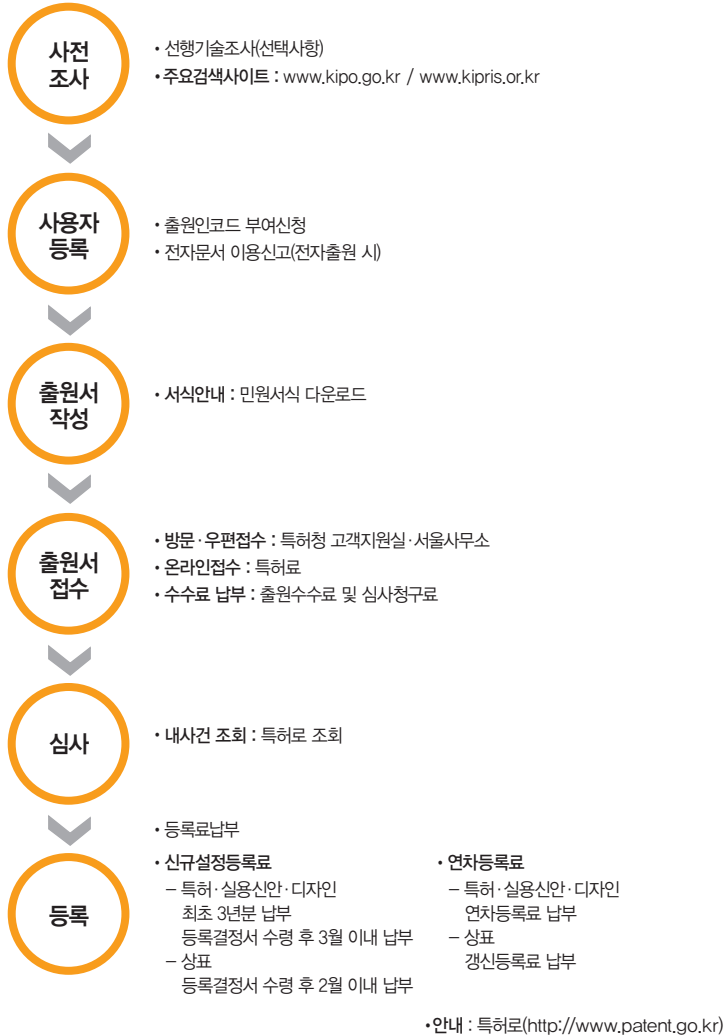 사전
조사
• 선행기술조사(선택사항)
• 주요검색사이트 : www.kipo.go.kr / www.kipris.or.kr
사용자
등록
• 출원인코드 부여신청
• 전자문서 이용신고(전자출원 시)
출원서
작성
• 서식안내 : 민원서식 다운로드
출원서
접수
• 방문·우편접수 : 특허청 고객지원실·서울사무소
• 온라인접수 : 특허료
• 수수료 납부 : 출원수수료 및 심사청구료
심사
• 내사건 조회 : 특허로 조회
등록
• 등록료납부
• 신규설정등록료
– 특허·실용신안·디자인
최초 3년분 납부
등록결정서 수령 후 3월 이내 납부
– 상표
등록결정서 수령 후 2월 이내 납부
• 연차등록료
– 특허·실용신안·디자인
연차등록료 납부
– 상표
갱신등록료 납부
•안내 : 특허로(http://www.patent.go.kr)